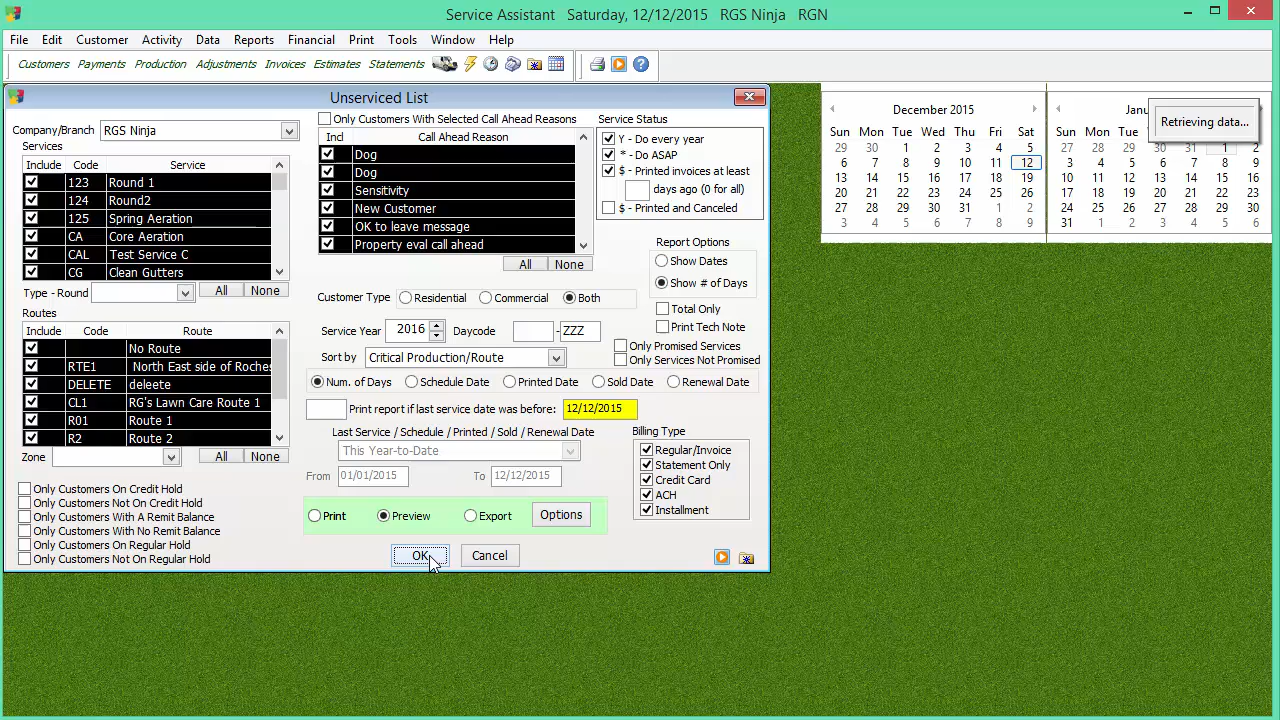 Service Assistant Saturday, 12/12/2015 RGS Ninja RGN
File Edit Customer Activity Data Reports Financial Print Tools Window Help
Customers Payments Production Adjustments Invoices Estimates Statements
Unserviced List
Company/Branch RGS Ninja
Services
Include Code Service
123 Round 1
124 Round2
125 Spring Aeration
CA Core Aeration
CAL Test Service C
CG Clean Gutters
Type - Round All None
Routes
Include Code Route
No Route
RTE1 North East side of Roches
DELETE deleete
CL1 RG's Lawn Care Route 1
R01 Route 1
R2 Route 2
Zone All None
Only Customers On Credit Hold
Only Customers Not On Credit Hold
Only Customers With A Remit Balance
Only Customers With No Remit Balance
Only Customers On Regular Hold
Only Customers Not On Regular Hold
Only Customers With Selected Call Ahead Reasons
Incl Call Ahead Reason
Dog
Dog
Sensitivity
New Customer
OK to leave message
Property eval call ahead
All None
Customer Type Residential Commercial Both
Service Year 2016 Daycode -ZZZ
Sort by Critical Production/Route
Num. of Days Schedule Date Printed Date Sold Date Renewal Date
Print report if last service date was before: 12/12/2015
Last Service / Schedule / Printed / Sold / Renewal Date
This Year-to-Date
From 01/01/2015 To 12/12/2015
Print Preview Export Options
OK Cancel
Service Status
Y - Do every year
* - Do ASAP
$ - Printed invoices at least
days ago (0 for all)
$ - Printed and Canceled
Report Options
Show Dates
Show # of Days
Total Only
Print Tech Note
Only Promised Services
Only Services Not Promised
Billing Type
Regular/Invoice
Statement Only
Credit Card
ACH
Installment
December 2015
Sun Mon Tue Wed Thu Fri Sat
29 30 1 2 3 4 5
6 7 8 9 10 11 12
13 14 15 16 17 18 19
20 21 22 23 24 25 26
27 28 29 30 31 1 2
3 4 5 6 7 8 9
Janu
Retrieving data...
Sun Mon Tue Wed Thu Fri Sat
27 28 29 30 31 1 2
3 4 5 6 7 8 9
10 11 12 13 14 15 16
17 18 19 20 21 22 23
24 25 26 27 28 29 30
31 1 2 3 4 5 6